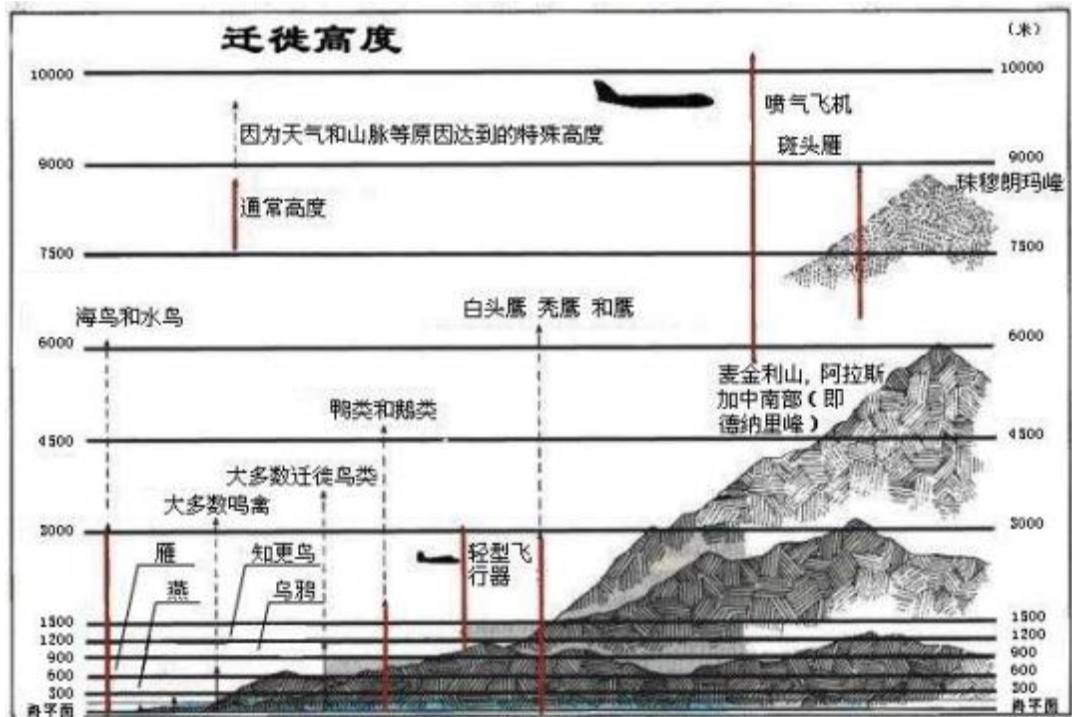 迁徙高度
(米)
10000
10000
喷气飞机
因为天气和山脉等原因达到的特殊高度
斑头雁
9000
9000
珠穆朗玛峰
通常高度
7500
7500
白头鹰 秃鹰 和鹰
海鸟和水鸟
6000
6000
麦金利山,阿拉斯
加中南部(即
德纳里峰)
鸭类和鹅类
4500
4500
大多数迁徙鸟类
大多数鸣禽
3000
3000
雁
知更鸟
轻型飞
行器
燕
乌鸦
1500
1500
1200
1200
900
900
600
600
300
300
海平面
海平面